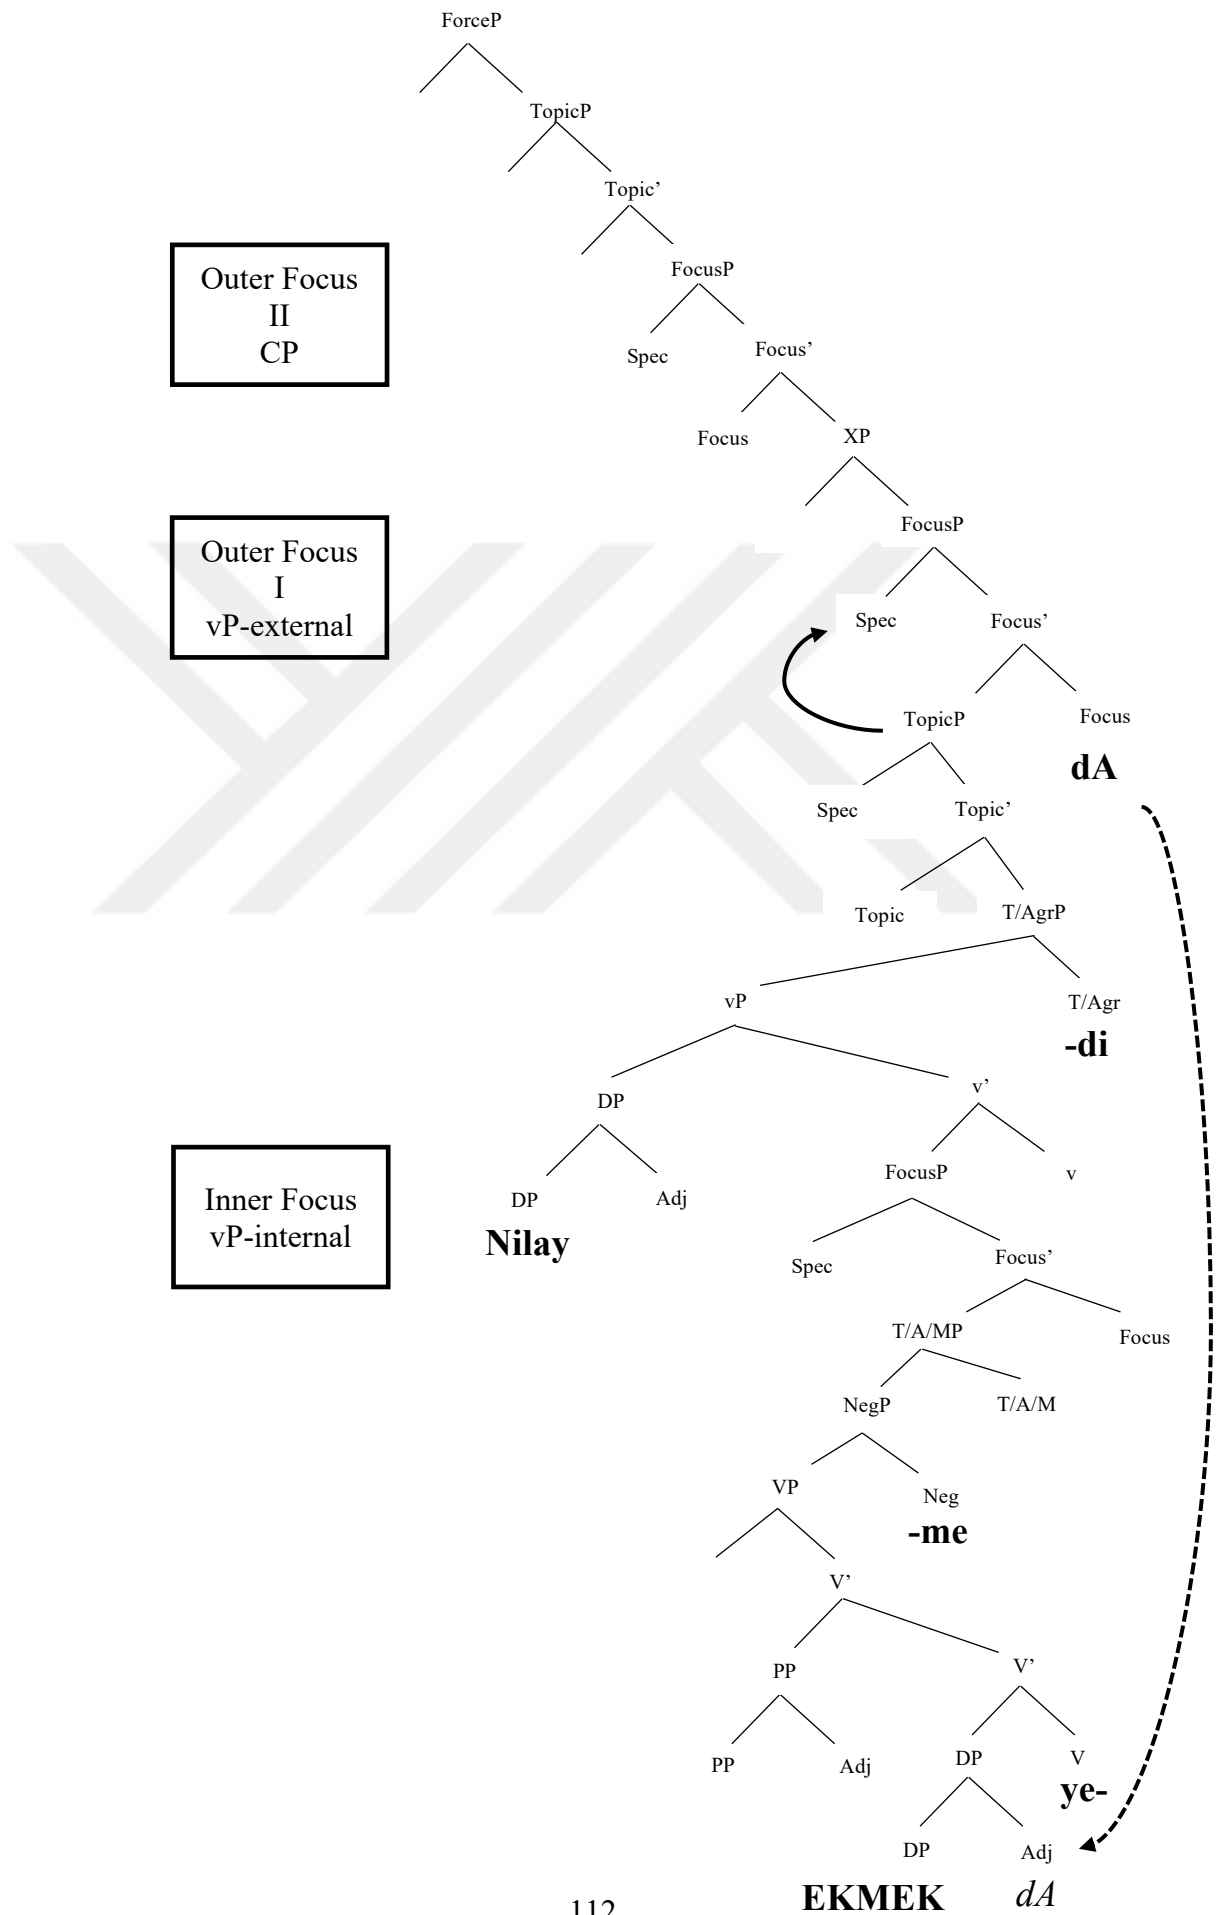 ForceP
TopicP
Topic’
Outer Focus
II
CP
FocusP
Spec
Focus’
Focus
XP
Outer Focus
I
vP-external
FocusP
Spec
Focus’
TopicP
Focus
dA
Spec
Topic’
Topic
T/AgrP
vP
T/Agr
-di
DP
v’
Inner Focus
vP-internal
DP
Adj
Nilay
FocusP
v
Spec
Focus’
T/A/MP
Focus
NegP
T/A/M
VP
Neg
-me
V’
PP
V’
PP
Adj
DP
V
ye-
DP
Adj
EKMEK
dA
112